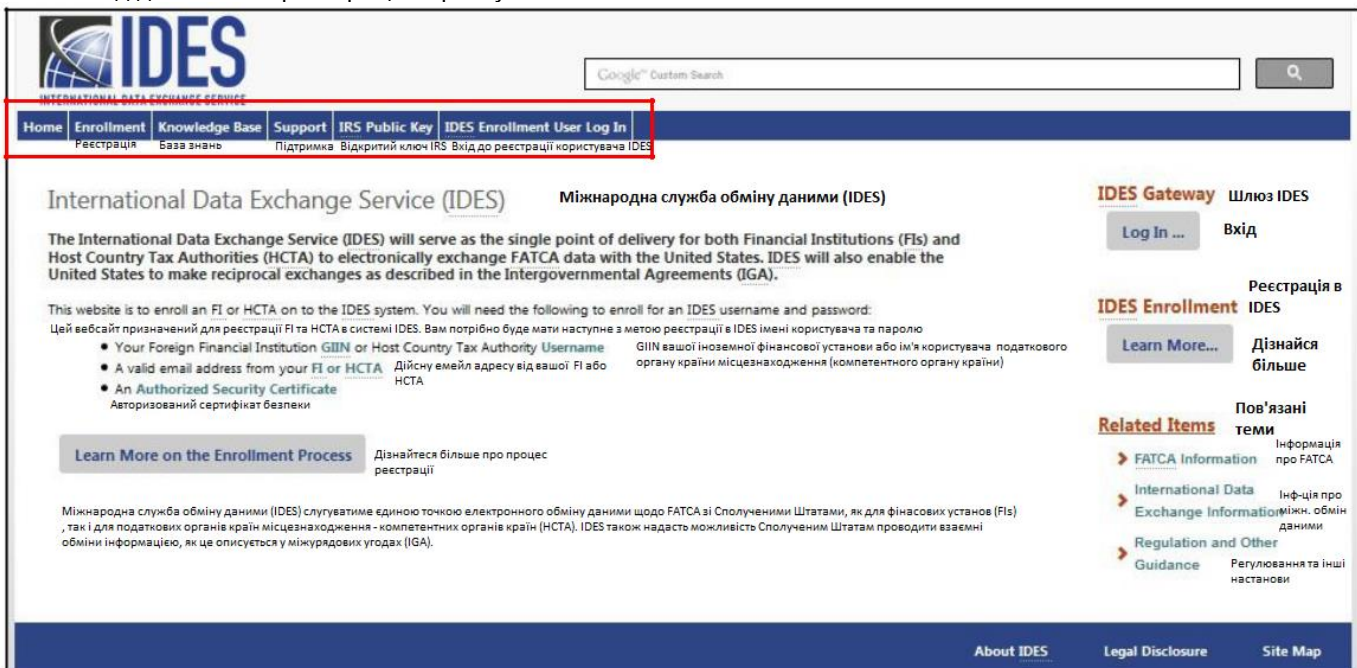 IDES
INTERNATIONAL DATA EXCHANGE SERVICE
Google™ Custom Search
Home Enrollment Knowledge Base Support IRS Public Key IDES Enrollment User Log In
Реєстрація База знань Підтримка Відкритий ключ IRS Вхід до реєстрації користувача IDES
International Data Exchange Service (IDES) Міжнародна служба обміну даними (IDES)
The International Data Exchange Service (IDES) will serve as the single point of delivery for both Financial Institutions (FIs) and
Host Country Tax Authorities (HCTA) to electronically exchange FATCA data with the United States. IDES will also enable the
United States to make reciprocal exchanges as described in the Intergovernmental Agreements (IGA).
This website is to enroll an FI or HCTA on to the IDES system. You will need the following to enroll for an IDES username and password:
Цей вебсайт призначений для реєстрації FI та HCTA в системі IDES. Вам потрібно буде мати наступне з метою реєстрації в IDES імені користувача та паролю
• Your Foreign Financial Institution GIIN or Host Country Tax Authority Username
GIIN вашої іноземної фінансової установи або ім'я користувача податкового
органу країни місцезнаходження (компетентного органу країни)
• A valid email address from your FI or HCTA
Дійсну емейл адресу від вашої FI або
НСТА
• An Authorized Security Certificate
Авторизований сертифікат безпеки
Learn More on the Enrollment Process
Дізнайтеся більше про процес
реєстрації
Міжнародна служба обміну даними (IDES) слугуватиме єдиною точкою електронного обміну даними щодо FATCA зі Сполученими Штатами, як для фінасових установ (FIs)
, так і для податкових органів країн місцезнаходження - компетентних органів країн (HCTA). IDES також надасть можливість Сполученим Штатам проводити взаємні
обміни інформацією, як це описується у міжурядових угодах (IGA).
IDES Gateway Шлюз IDES
Log In ... Вхід
IDES Enrollment
Реєстрація в
IDES
Learn More...
Дізнайся
більше
Related Items
Пов'язані
теми
FATCA Information
Інформація
про FATCA
International Data
Exchange Information
Інф-ція про
міжн. обмін
даними
Regulation and Other
Guidance
Регулювання та інші
настанови
About IDES Legal Disclosure Site Map